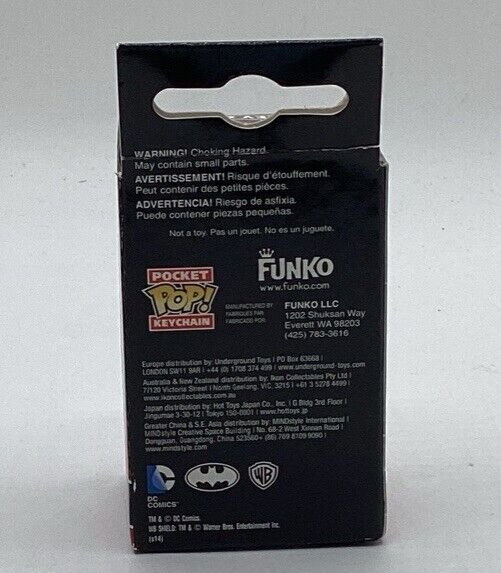 WARNING! Choking Hazard.
May contain small parts.
AVERTISSEMENT! Risque d'étouffement.
Peut contenir des petites pièces.
ADVERTENCIA! Riesgo de asfixia.
Puede contener piezas pequeñas.
Not a toy. Pas un jouet. No es un juguete.
POCKET
POP!
KEYCHAIN
MANUFACTURED BY
FABRIQUÉS PAR
FABRICADO POR
FUNKO
www.funko.com
FUNKO LLC
1202 Shuksan Way
Everett WA 98203
(425) 783-3616
Europe distribution by: Underground Toys | PO Box 63668 |
LONDON SW11 9AR | +44 (0) 1708 374 499 | www.underground-toys.com
Australia & New Zealand distribution by: Ikon Collectables Pty Ltd |
7/120 Victoria Street | North Geelong, VIC, 3215 | +61 3 5278 4499 |
www.ikoncollectables.com.au
Japan distribution by: Hot Toys Japan Co., Inc. | G Bldg 3rd Floor |
Jingumae 3-30-12 | Tokyo 150-0001 | www.hottoys.jp
Greater China & S.E. Asia distribution by: MINDstyle International |
MINDstyle Creative Space Building | No. 68-2 West Xinnan Road |
Dongguan, Guangdong, China 523560+ (86) 769 8109 9090 |
www.mindstyle.com
DC
COMICS™
WB
TM & © DC Comics.
WB SHIELD: TM & © Warner Bros. Entertainment Inc.
(s14)